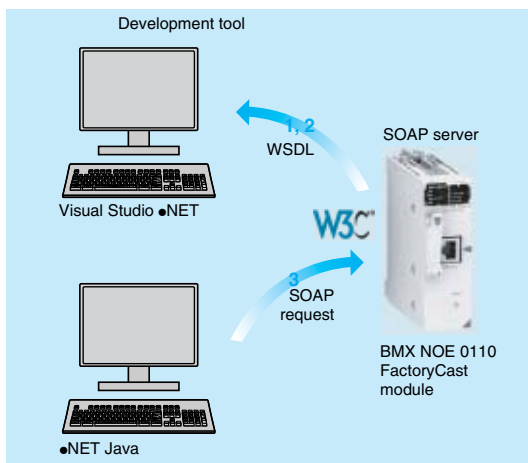 Development tool
1, 2
WSDL
SOAP server
Visual Studio ●NET
W3C
3
SOAP
request
BMX NOE 0110
FactoryCast
module
●NET Java